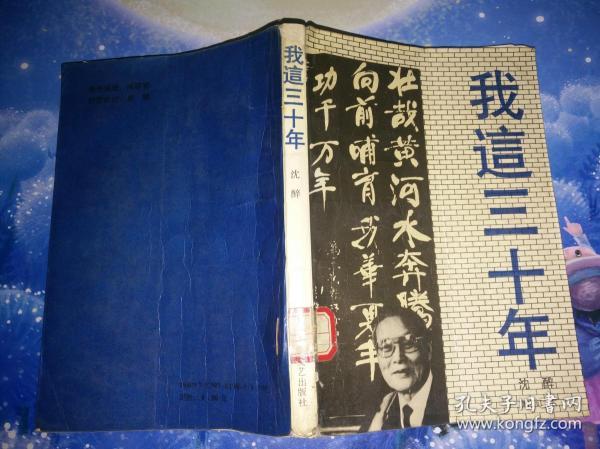 我這三十年
沈醉
艺出版社
壮哉黄河水奔騰
向前哺育我华夏丰
功千万年
我這三十年
沈醉
孔夫子旧书网
www.kongfz.com